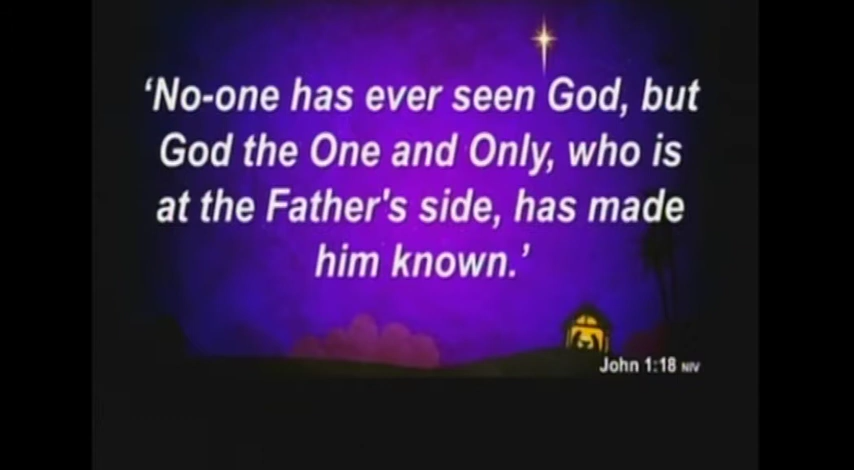 ‘No-one has ever seen God, but
God the One and Only, who is
at the Father's side, has made
him known.’
John 1:18 NIV